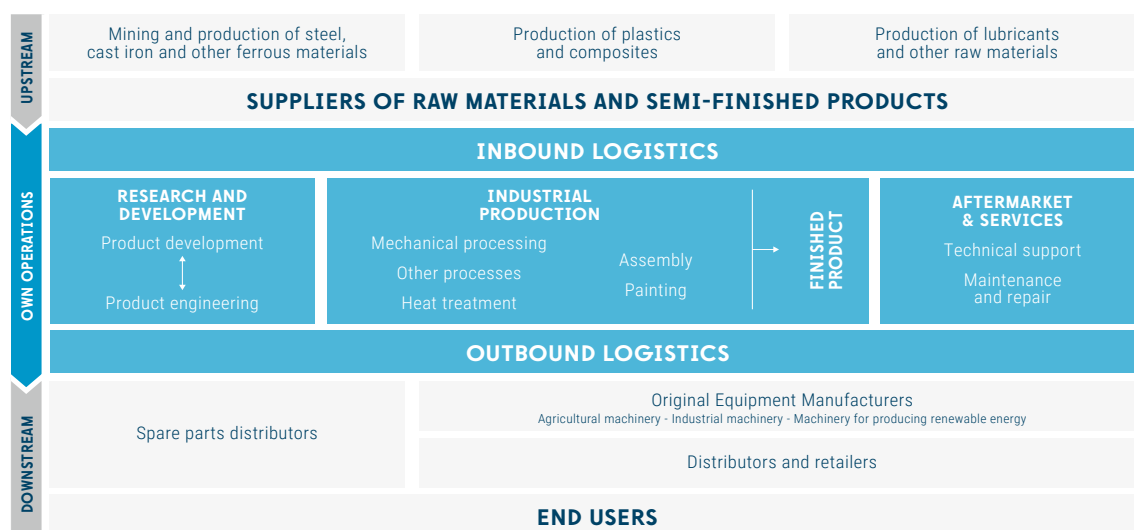 UPSTREAM
Mining and production of steel,
cast iron and other ferrous materials
Production of plastics
and composites
Production of lubricants
and other raw materials
SUPPLIERS OF RAW MATERIALS AND SEMI-FINISHED PRODUCTS
OWN OPERATIONS
INBOUND LOGISTICS
RESEARCH AND
DEVELOPMENT
Product development
Product engineering
INDUSTRIAL
PRODUCTION
Mechanical processing
Other processes
Heat treatment
Assembly
Painting
FINISHED
PRODUCT
AFTERMARKET
& SERVICES
Technical support
Maintenance
and repair
OUTBOUND LOGISTICS
DOWNSTREAM
Spare parts distributors
Original Equipment Manufacturers
Agricultural machinery - Industrial machinery - Machinery for producing renewable energy
Distributors and retailers
END USERS